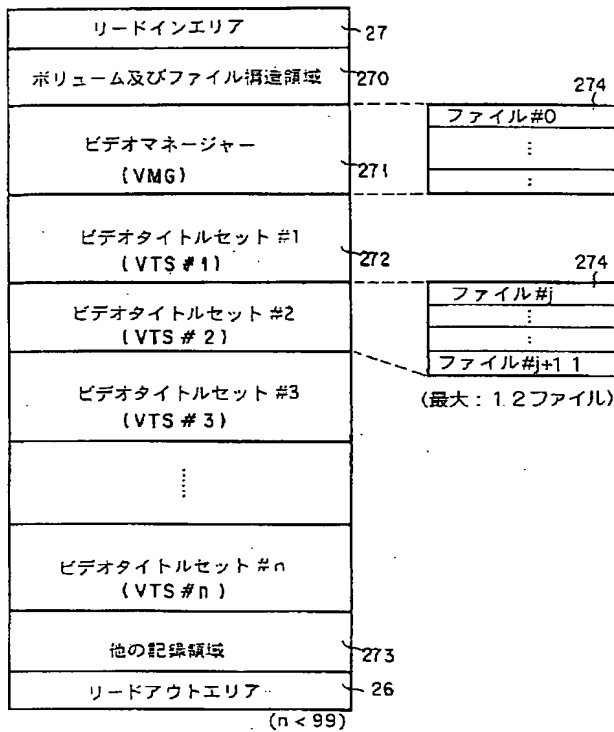 リードインエリア
27
ボリューム及びファイル構造領域
270
274
ファイル#0
ビデオマネージャー
(VMG)
271
⋮
:
ビデオタイトルセット #1
(VTS #1)
272
274
ファイル#j
ビデオタイトルセット #2
(VTS #2)
:
:
ファイル#j+1 1
(最大: 1 2ファイル)
ビデオタイトルセット #3
(VTS #3)
⋮
ビデオタイトルセット #n
(VTS #n)
他の記録領域
273
リードアウトエリア
26
(n < 99)